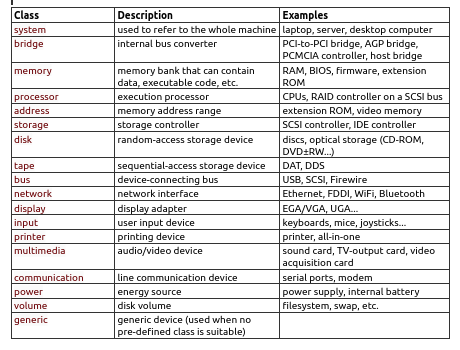 Class Description Examples
system used to refer to the whole machine laptop, server, desktop computer
bridge internal bus converter PCI-to-PCI bridge, AGP bridge,
PCMCIA controller, host bridge
memory memory bank that can contain RAM, BIOS, firmware, extension
data, executable code, etc. ROM
processor execution processor CPUs, RAID controller on a SCSI bus
address memory address range extension ROM, video memory
storage storage controller SCSI controller, IDE controller
disk random-access storage device discs, optical storage (CD-ROM,
DVD±RW...)
tape sequential-access storage device DAT, DDS
bus device-connecting bus USB, SCSI, Firewire
network network interface Ethernet, FDDI, WiFi, Bluetooth
display display adapter EGA/VGA, UGA...
input user input device keyboards, mice, joysticks...
printer printing device printer, all-in-one
multimedia audio/video device sound card, TV-output card, video
acquisition card
communication line communication device serial ports, modem
power energy source power supply, internal battery
volume disk volume filesystem, swap, etc.
generic generic device (used when no
pre-defined class is suitable)